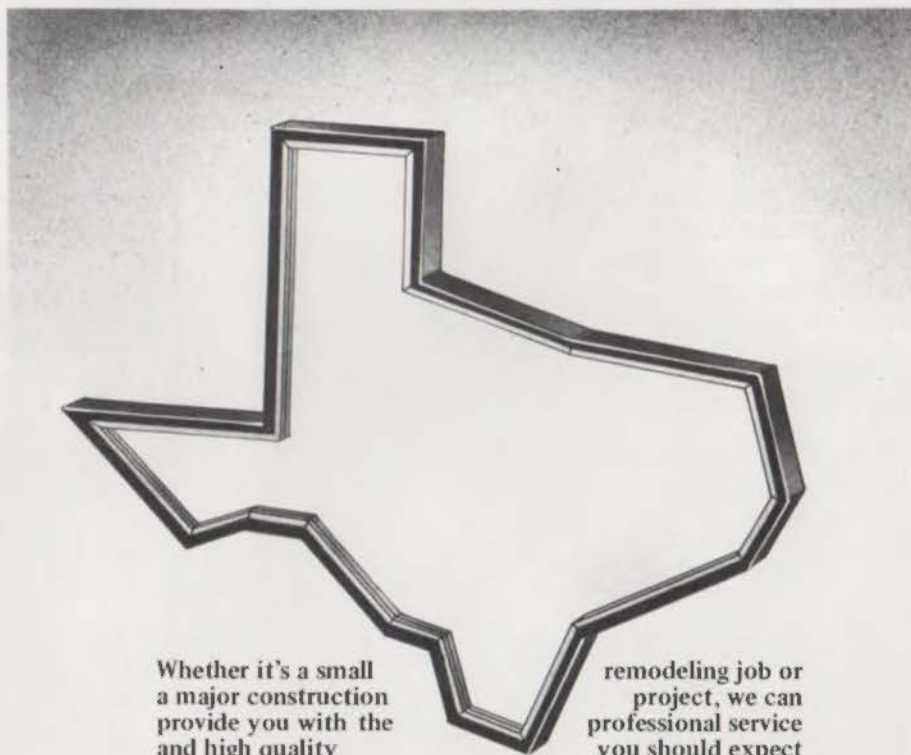 Whether it's a small remodeling job or
a major construction project, we can
provide you with the professional service
and high quality you should expect